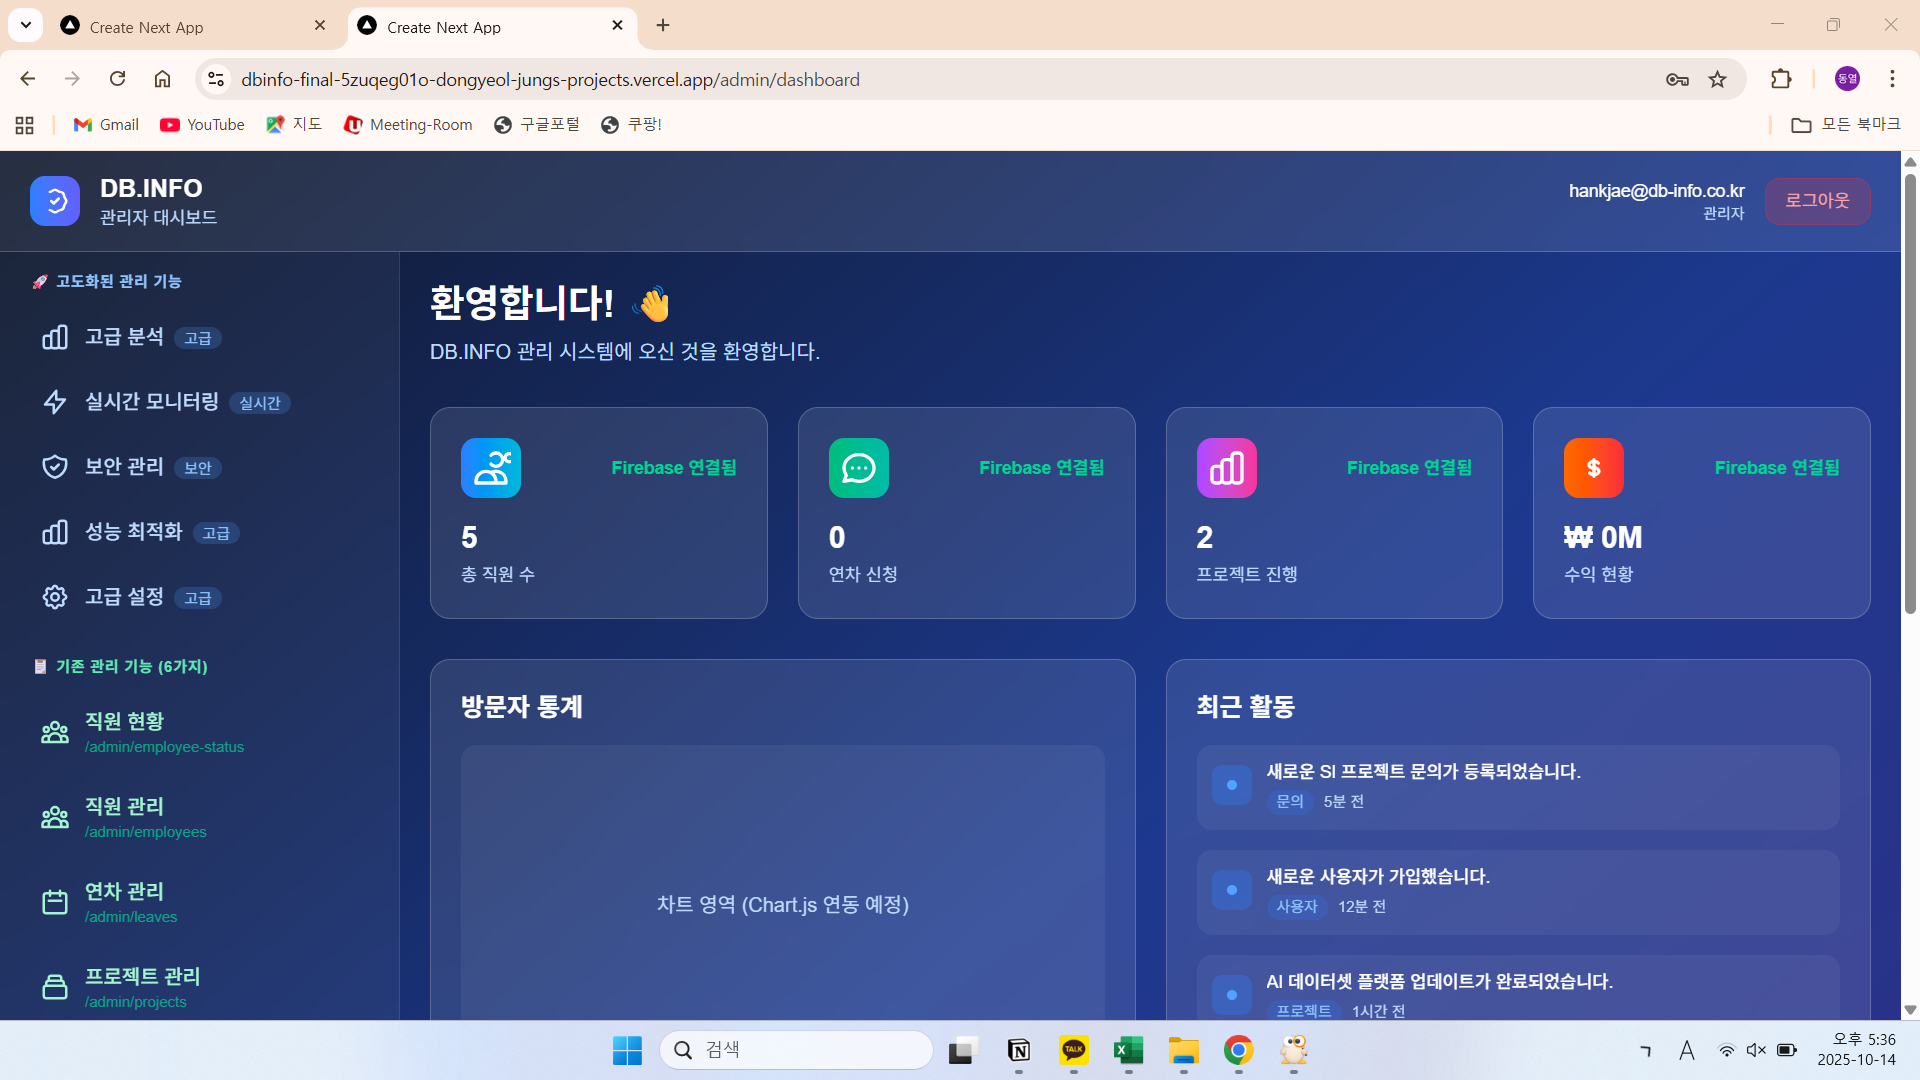 Create Next App
Create Next App
dbinfo-final-5zuqeg01o-dongyeol-jungs-projects.vercel.app/admin/dashboard
동열
Gmail
YouTube
지도
Meeting-Room
구글포털
쿠팡!
모든 북마크
DB.INFO
관리자 대시보드
hankjae@db-info.co.kr
관리자
로그아웃
🚀 고도화된 관리 기능
고급 분석 고급
실시간 모니터링 실시간
보안 관리 보안
성능 최적화 고급
고급 설정 고급
📋 기존 관리 기능 (6가지)
직원 현황
/admin/employee-status
직원 관리
/admin/employees
연차 관리
/admin/leaves
프로젝트 관리
/admin/projects
환영합니다! 👋
DB.INFO 관리 시스템에 오신 것을 환영합니다.
Firebase 연결됨
5
총 직원 수
Firebase 연결됨
0
연차 신청
Firebase 연결됨
2
프로젝트 진행
$
Firebase 연결됨
₩ 0M
수익 현황
방문자 통계
차트 영역 (Chart.js 연동 예정)
최근 활동
새로운 SI 프로젝트 문의가 등록되었습니다.
문의 5분 전
새로운 사용자가 가입했습니다.
사용자 12분 전
AI 데이터셋 플랫폼 업데이트가 완료되었습니다.
프로젝트 1시간 전
검색
TALK
A
오후 5:36
2025-10-14